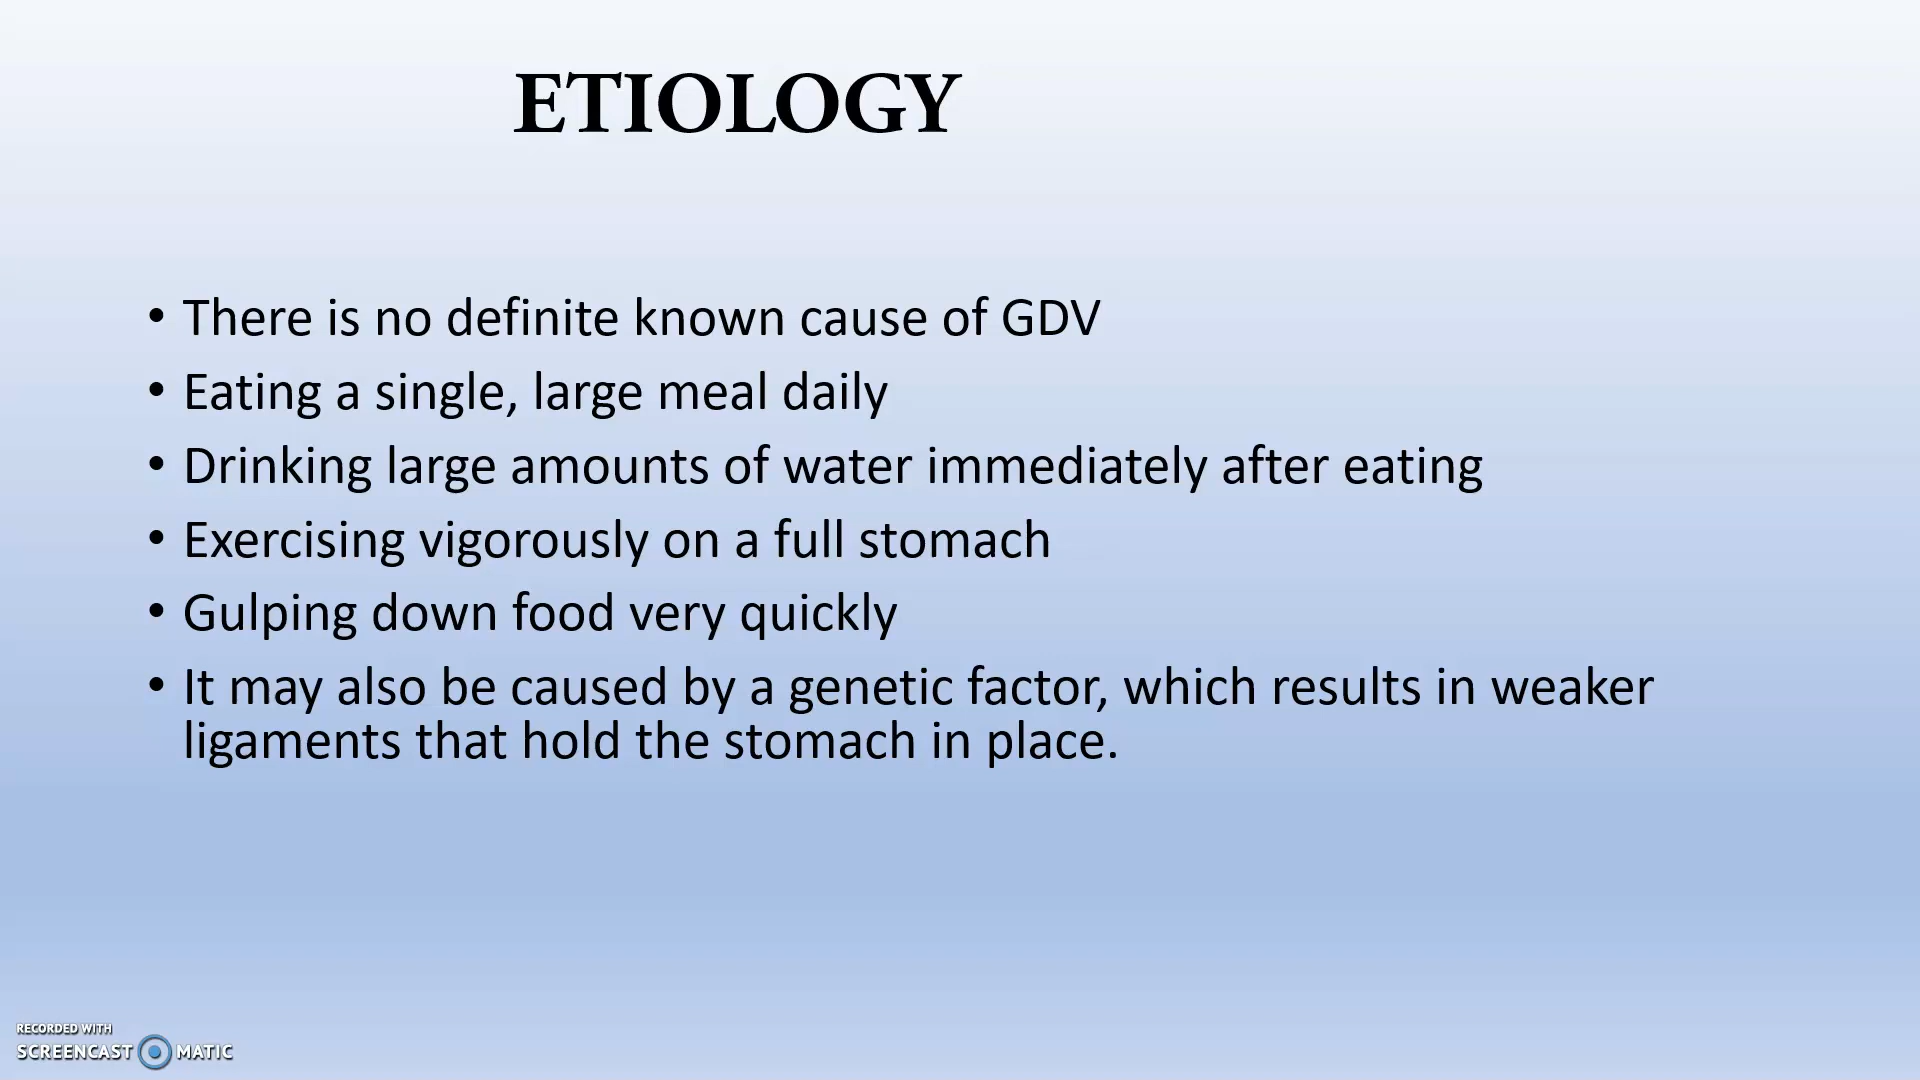 ETIOLOGY
• There is no definite known cause of GDV
• Eating a single, large meal daily
• Drinking large amounts of water immediately after eating
• Exercising vigorously on a full stomach
• Gulping down food very quickly
• It may also be caused by a genetic factor, which results in weaker
ligaments that hold the stomach in place.
RECORDED WITH
SCREENCAST MATIC